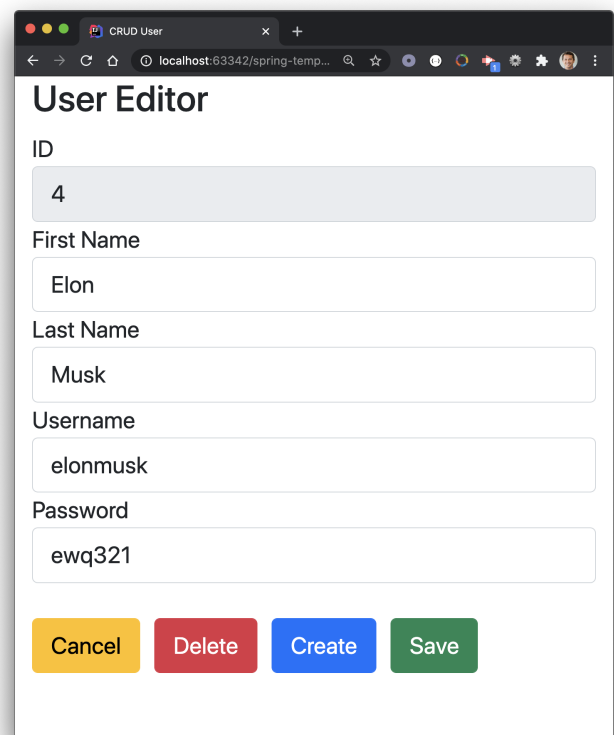 CRUD User
localhost:63342/spring-temp...
1
User Editor
ID
4
First Name
Elon
Last Name
Musk
Username
elonmusk
Password
ewq321
Cancel Delete Create Save